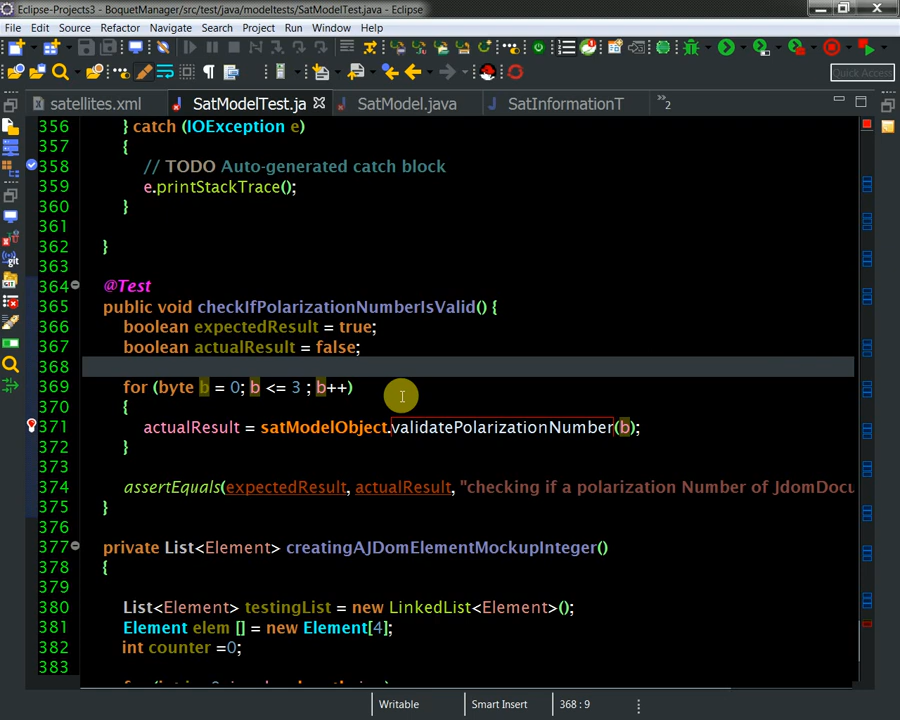 Eclipse-Projects3 - BoquetManager/src/test/java/modeltests/SatModelTest.java - Eclipse
File Edit Source Refactor Navigate Search Project Run Window Help
Quick Access
satellites.xml SatModelTest.ja SatModel.java SatInformationT »2
356 } catch (IOException e)
357 {
358 // TODO Auto-generated catch block
359 e.printStackTrace();
360 }
361
362 }
363
364 @Test
365 public void checkIfPolarizationNumberIsValid() {
366 boolean expectedResult = true;
367 boolean actualResult = false;
368
369 for (byte b = 0; b <= 3 ; b++)
370 {
371 actualResult = satModelObject.validatePolarizationNumber(b);
372 }
373
374 assertEquals(expectedResult, actualResult, "checking if a polarization Number of JdomDocu
375 }
376
377 private List<Element> creatingAJDomElementMockupInteger()
378 {
379
380 List<Element> testingList = new LinkedList<Element>();
381 Element elem [] = new Element[4];
382 int counter =0;
383
Writable Smart Insert 368 : 9